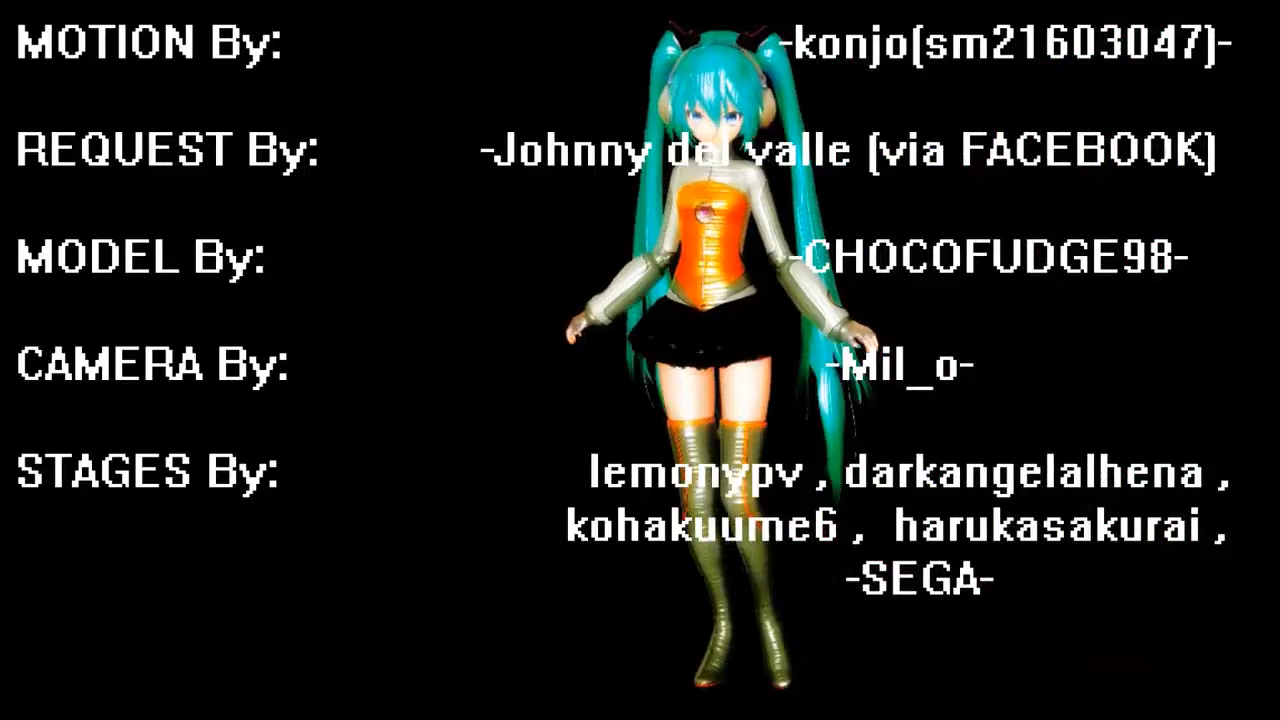 MOTION By: -konjo(sm21603047)-
REQUEST By: -Johnny del valle (via FACEBOOK)
MODEL By: -CHOCOFUDGE98-
CAMERA By: -Mil_o-
STAGES By: lemonypv , darkangelalhena ,
kohakuume6 , harukasakurai ,
-SEGA-